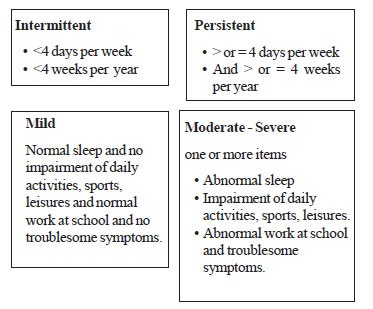 Intermittent
• <4 days per week
• <4 weeks per year
Persistent
• > or = 4 days per week
• And > or = 4 weeks
per year
Mild
Normal sleep and no
impairment of daily
activities, sports,
leisures and normal
work at school and no
troublesome symptoms.
Moderate - Severe
one or more items
• Abnormal sleep
• Impairment of daily
activities, sports, leisures.
• Abnormal work at school
and troublesome
symptoms.